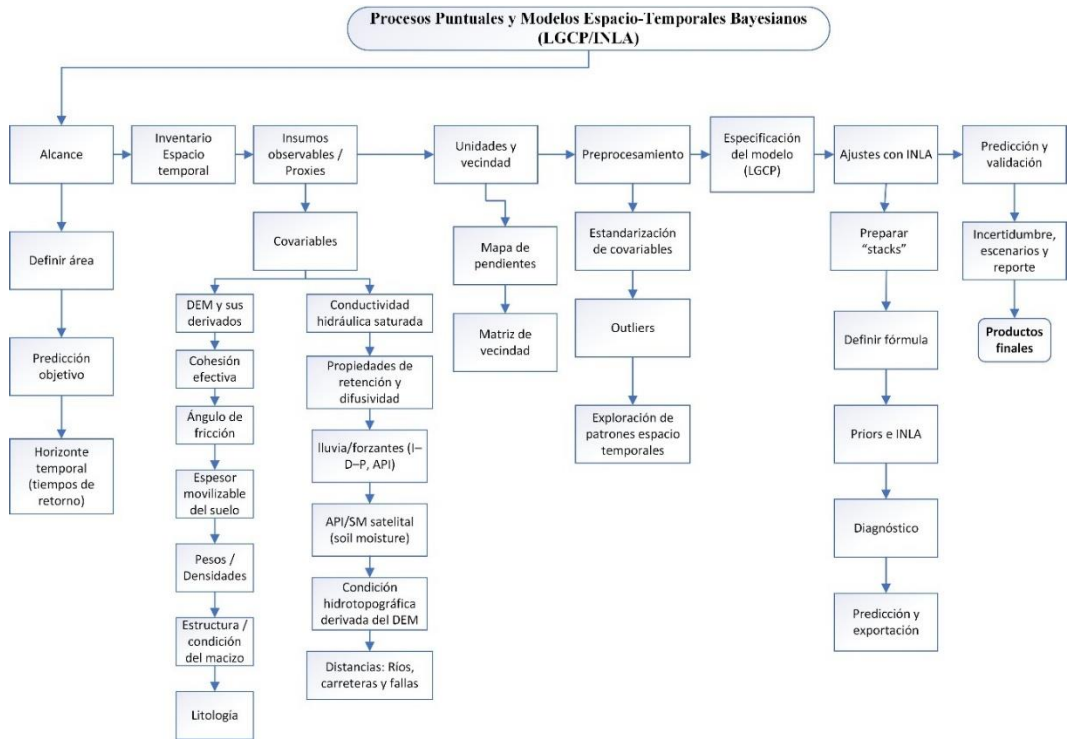 Procesos Puntuales y Modelos Espacio-Temporales Bayesianos
(LGCP/INLA)
Alcance
Inventario
Espacio
temporal
Insumos
observables /
Proxies
Unidades y
vecindad
Preprocesamiento
Especificación
del modelo
(LGCP)
Ajustes con INLA
Predicción y
validación
Definir área
Predicción
objetivo
Horizonte
temporal
(tiempos de
retorno)
Covariables
DEM y sus
derivados
Cohesión
efectiva
Ángulo de
fricción
Espesor
movilizable
del suelo
Pesos /
Densidades
Estructura /
condición
del macizo
Litología
Conductividad
hidráulica saturada
Propiedades
de retención y
difusividad
lluvia/forzantes (I–
D–P, API)
API/SM satelital
(soil moisture)
Condición
hidrotopográfica
derivada del DEM
Distancias: Ríos,
carreteras y fallas
Mapa de
pendientes
Matriz de
vecindad
Estandarización
de covariables
Outliers
Exploración de
patrones espacio
temporales
Preparar
“stacks”
Definir fórmula
Priors e INLA
Diagnóstico
Predicción y
exportación
Incertidumbre,
escenarios y
reporte
Productos
finales